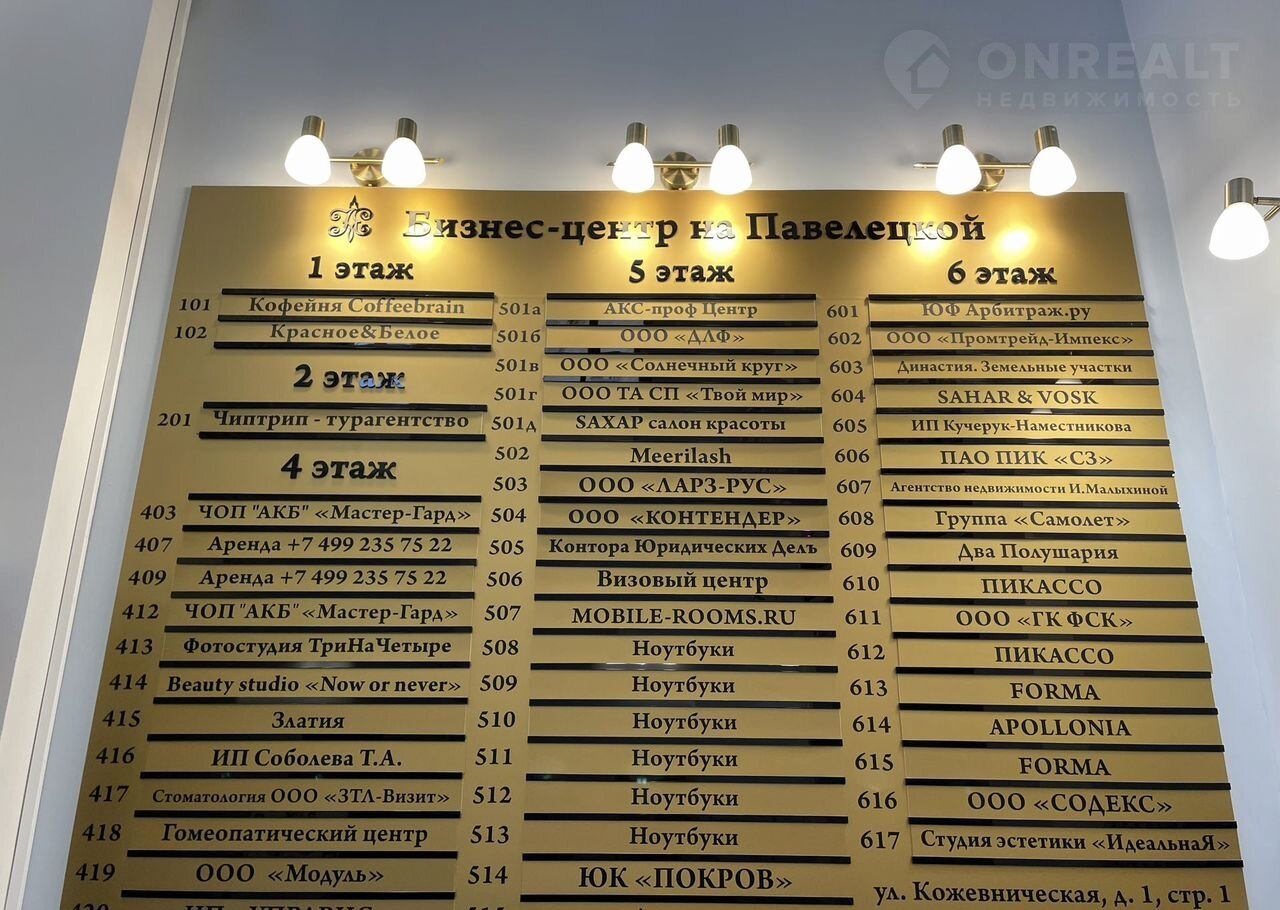 ONREALT
НЕДВИЖИМОСТЬ
Бизнес-центр на Павелецкой
1 этаж
101 Кофейня Coffeebrain
102 Красное&Белое
2 этаж
201 Чиптрип - турагентство
4 этаж
403 ЧОП "АКБ" «Мастер-Гард»
407 Аренда +7 499 235 75 22
409 Аренда +7 499 235 75 22
412 ЧОП "АКБ" «Мастер-Гард»
413 Фотостудия ТриНаЧетыре
414 Beauty studio «Now or never»
415 Златия
416 ИП Соболева Т.А.
417 Стоматология ООО «ЗТЛ-Визит»
418 Гомеопатический центр
419 ООО «Модуль»
5 этаж
501а АКС-проф Центр
501б ООО «ДЛФ»
501в ООО «Солнечный круг»
501г ООО ТА СП «Твой мир»
501д SAХАР салон красоты
502 Meerilash
503 ООО «ЛАРЗ-РУС»
504 ООО «КОНТЕНДЕР»
505 Контора Юридических Делъ
506 Визовый центр
507 MOBILE-ROOMS.RU
508 Ноутбуки
509 Ноутбуки
510 Ноутбуки
511 Ноутбуки
512 Ноутбуки
513 Ноутбуки
514 ЮК «ПОКРОВ»
6 этаж
601 ЮФ Арбитраж.ру
602 ООО «Промтрейд-Импекс»
603 Династия. Земельные участки
604 SAHAR & VOSK
605 ИП Кучерук-Наместникова
606 ПАО ПИК «СЗ»
607 Агентство недвижимости И.Малыхиной
608 Группа «Самолет»
609 Два Полушария
610 ПИКАССО
611 ООО «ГК ФСК»
612 ПИКАССО
613 FORMA
614 APOLLONIA
615 FORMA
616 ООО «СОДЕКС»
617 Студия эстетики «ИдеальнаЯ»
ул. Кожевническая, д. 1, стр. 1